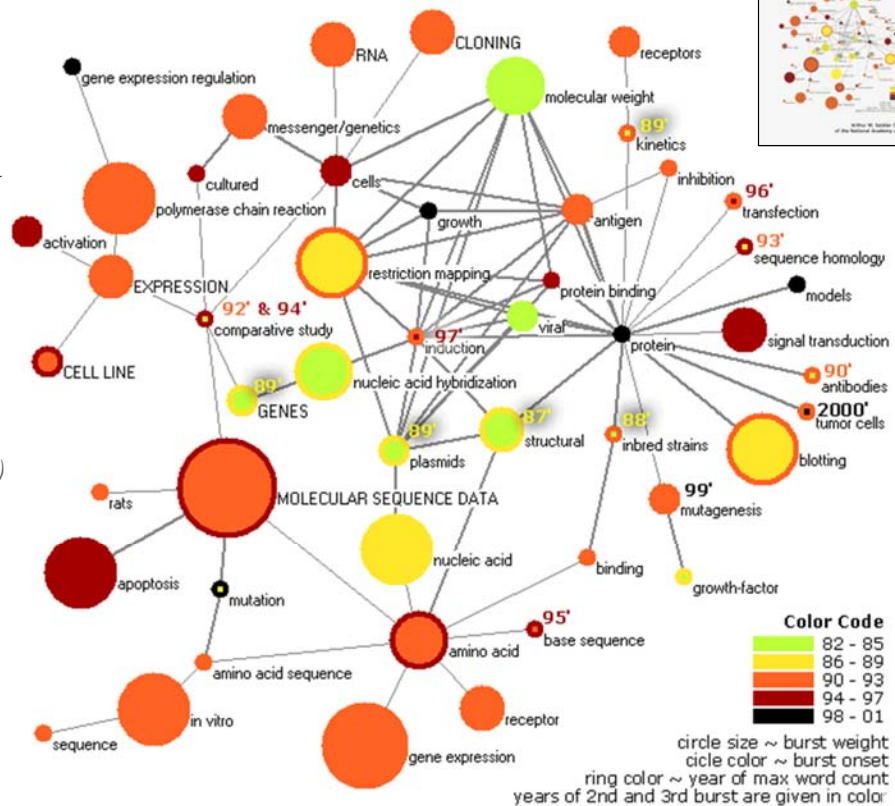 RNA
CLONING
receptors
gene expression regulation
molecular weight
messenger/genetics
89'
kinetics
cells
cultured
inhibition
96'
transfection
polymerase chain reaction
growth
antigen
93'
sequence homology
activation
restriction mapping
EXPRESSION
protein binding
models
92' & 94'
comparative study
viral
97'
induction
protein
signal transduction
CELL LINE
nucleic acid hybridization
90'
antibodies
89'
GENES
87'
structural
88'
inbred strains
2000'
tumor cells
89'
plasmids
blotting
MOLECULAR SEQUENCE DATA
rats
99'
mutagenesis
nucleic acid
binding
growth-factor
apoptosis
mutation
95'
base sequence
amino acid
amino acid sequence
in vitro
receptor
sequence
gene expression
Color Code
82 - 85
86 - 89
90 - 93
94 - 97
98 - 01
circle size ~ burst weight
cicle color ~ burst onset
ring color ~ year of max word count
years of 2nd and 3rd burst are given in color